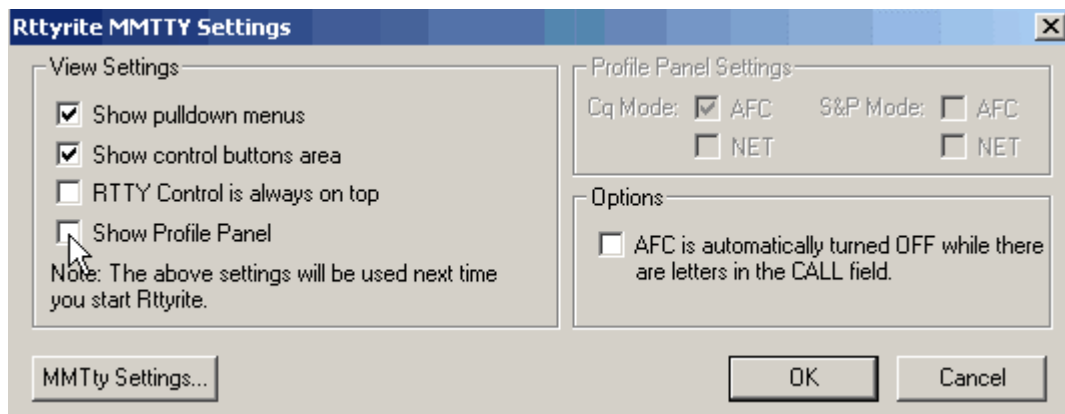 Rttyrite MMTTY Settings
View Settings
Show pulldown menus
Show control buttons area
RTTY Control is always on top
Show Profile Panel
Note: The above settings will be used next time
you start Rttyrite.
Profile Panel Settings
Cq Mode: AFC S&P Mode: AFC
NET NET
Options
AFC is automatically turned OFF while there
are letters in the CALL field.
MMTty Settings... OK Cancel